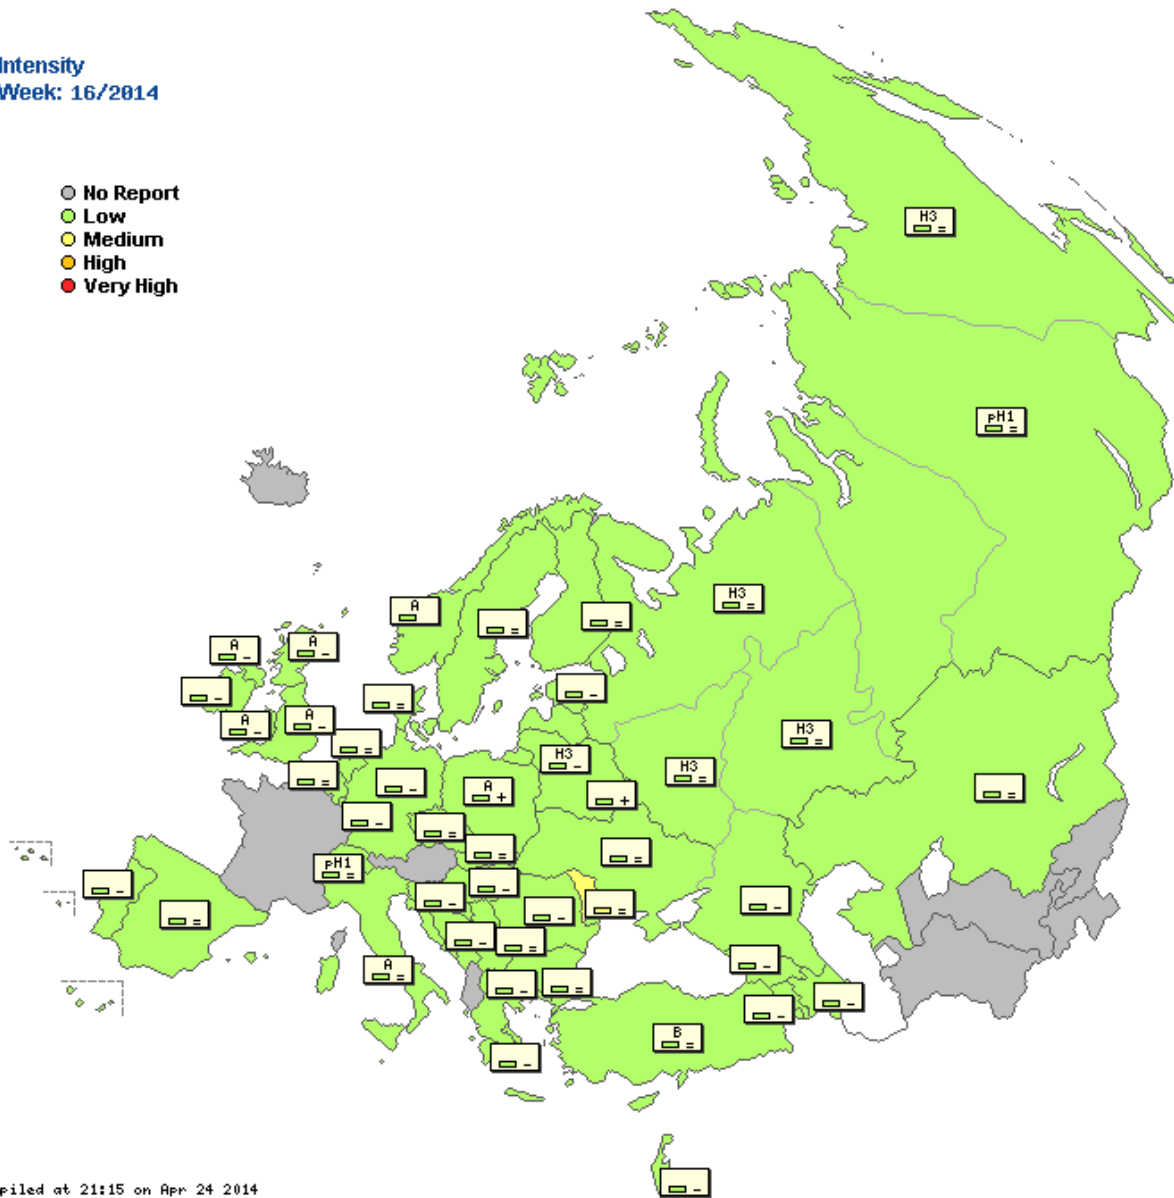 Intensity
Week: 16/2014
No Report
Low
Medium
High
Very High
H3
=
pH1
=
H3
=
A
=
=
A
-
A
-
-
=
-
A
-
A
-
=
H3
=
H3
-
H3
=
=
=
-
A
+
+
-
=
=
=
pH1
=
-
-
-
=
-
=
-
=
-
=
-
A
=
-
=
-
-
B
=
-
-
piled at 21:15 on Apr 24 2014